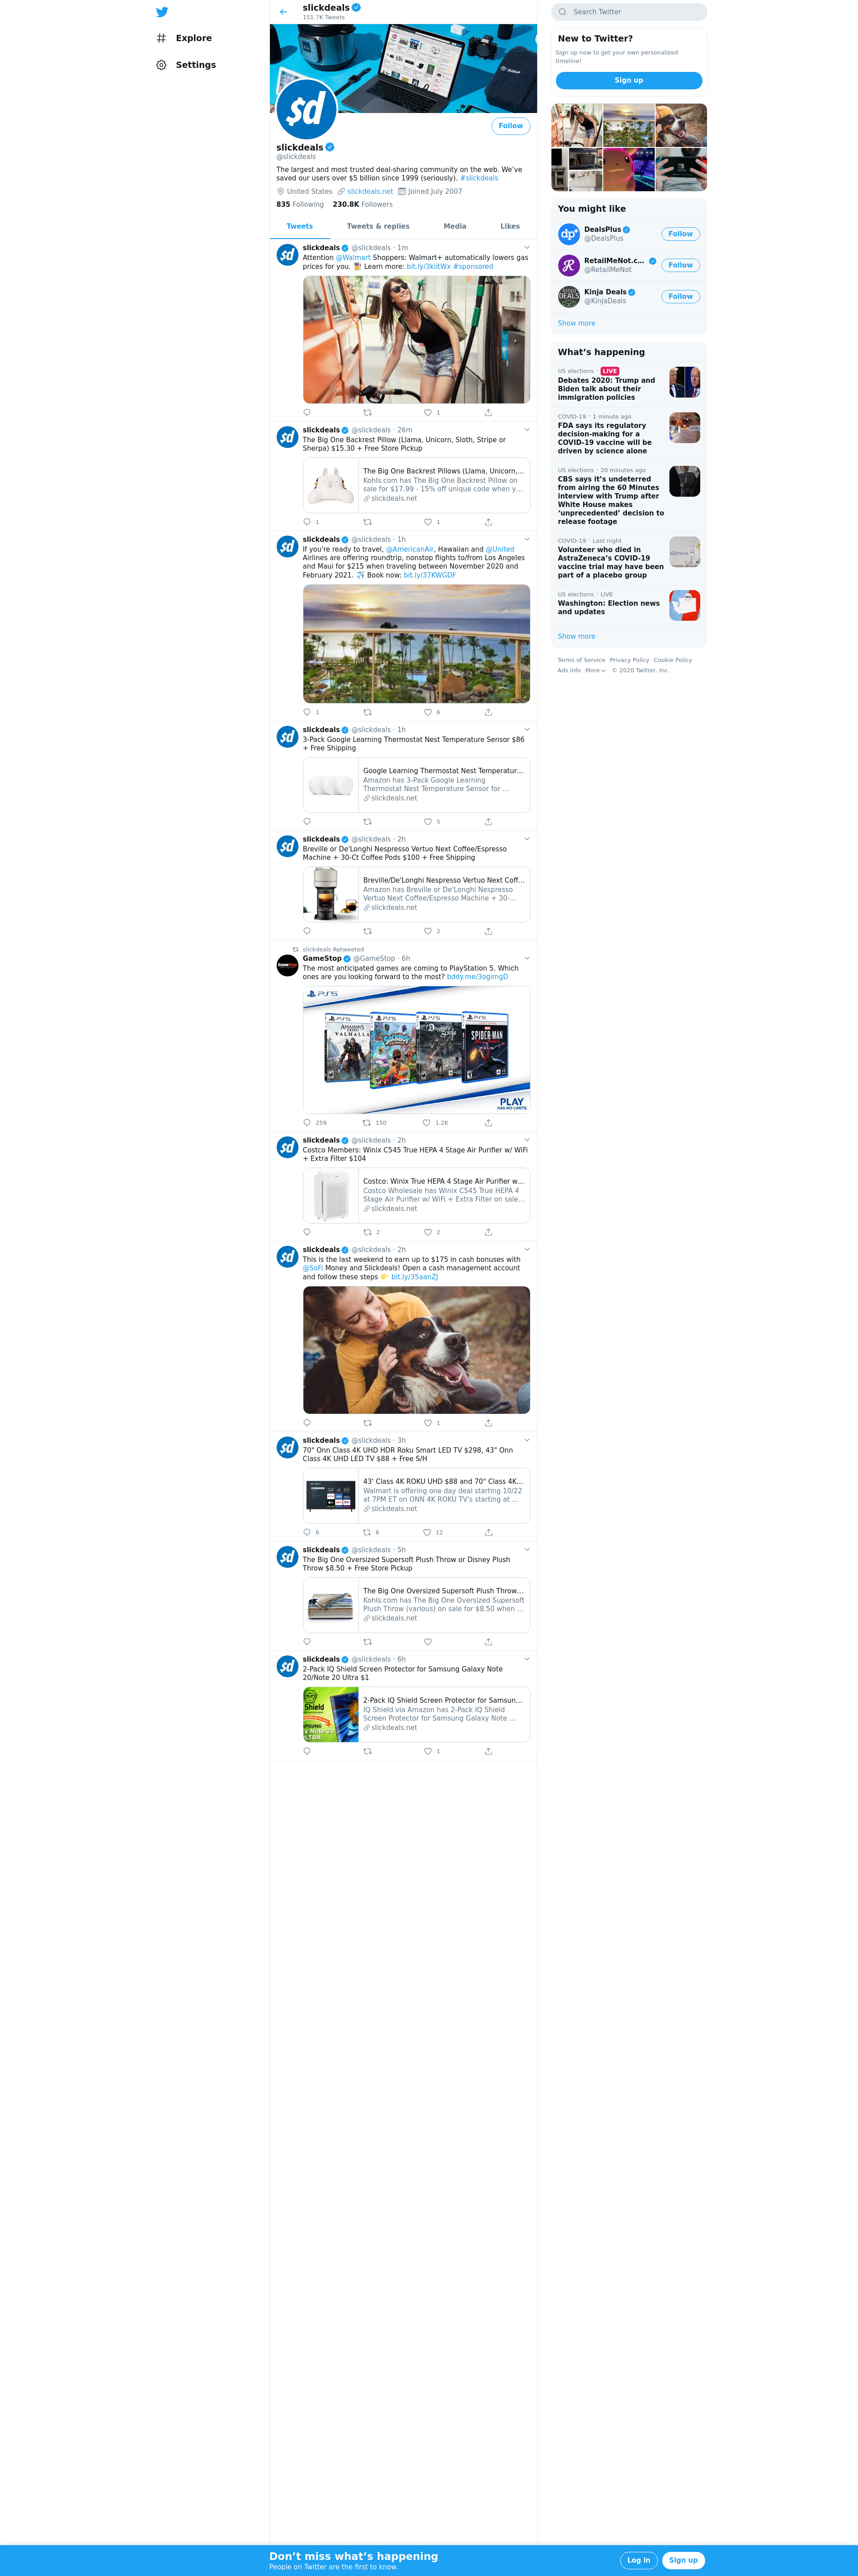 Explore
Settings
slickdeals
151.7K Tweets
$d
Follow
slickdeals
@slickdeals
The largest and most trusted deal-sharing community on the web. We've
saved our users over $5 billion since 1999 (seriously). #slickdeals
United States slickdeals.net Joined July 2007
835 Following 230.8K Followers
Tweets Tweets & replies Media Likes
slickdeals @slickdeals · 1m
Attention @Walmart Shoppers: Walmart+ automatically lowers gas
prices for you. ⛽ Learn more: bit.ly/3kiitWx #sponsored
1
slickdeals @slickdeals · 26m
The Big One Backrest Pillow (Llama, Unicorn, Sloth, Stripe or
Sherpa) $15.30 + Free Store Pickup
The Big One Backrest Pillows (Llama, Unicorn,...
Kohls.com has The Big One Backrest Pillow on
sale for $17.99 - 15% off unique code when y...
slickdeals.net
1 1
slickdeals @slickdeals · 1h
If you're ready to travel, @AmericanAir, Hawaiian and @United
Airlines are offering roundtrip, nonstop flights to/from Los Angeles
and Maui for $215 when traveling between November 2020 and
February 2021. ✈️ Book now: bit.ly/37KWGDF
1 6
slickdeals @slickdeals · 1h
3-Pack Google Learning Thermostat Nest Temperature Sensor $86
+ Free Shipping
Google Learning Thermostat Nest Temperatur...
Amazon has 3-Pack Google Learning
Thermostat Nest Temperature Sensor for ...
slickdeals.net
5
slickdeals @slickdeals · 2h
Breville or De'Longhi Nespresso Vertuo Next Coffee/Espresso
Machine + 30-Ct Coffee Pods $100 + Free Shipping
Breville/De'Longhi Nespresso Vertuo Next Coff...
Amazon has Breville or De'Longhi Nespresso
Vertuo Next Coffee/Espresso Machine + 30-...
slickdeals.net
2
slickdeals Retweeted
GameStop @GameStop · 6h
The most anticipated games are coming to PlayStation 5. Which
ones are you looking forward to the most? bddy.me/3ogimgD
PS5
PS5 PS5 PS5 PS5
ASSASSIN'S CREED VALHALLA
SACKBOY
Demon's Souls
MARVEL SPIDER-MAN
PLAY
HAS NO LIMITS.
259 150 1.2K
slickdeals @slickdeals · 2h
Costco Members: Winix C545 True HEPA 4 Stage Air Purifier w/ WiFi
+ Extra Filter $104
Costco: Winix True HEPA 4 Stage Air Purifier w...
Costco Wholesale has Winix C545 True HEPA 4
Stage Air Purifier w/ WiFi + Extra Filter on sale...
slickdeals.net
2 2
slickdeals @slickdeals · 2h
This is the last weekend to earn up to $175 in cash bonuses with
@SoFi Money and Slickdeals! Open a cash management account
and follow these steps 👉 bit.ly/35aanZJ
1
slickdeals @slickdeals · 3h
70" Onn Class 4K UHD HDR Roku Smart LED TV $298, 43" Onn
Class 4K UHD LED TV $88 + Free S/H
43' Class 4K ROKU UHD $88 and 70" Class 4K...
Walmart is offering one day deal starting 10/22
at 7PM ET on ONN 4K ROKU TV's starting at ...
slickdeals.net
6 6 12
slickdeals @slickdeals · 5h
The Big One Oversized Supersoft Plush Throw or Disney Plush
Throw $8.50 + Free Store Pickup
The Big One Oversized Supersoft Plush Throw...
Kohls.com has The Big One Oversized Supersoft
Plush Throw (various) on sale for $8.50 when ...
slickdeals.net
slickdeals @slickdeals · 6h
2-Pack IQ Shield Screen Protector for Samsung Galaxy Note
20/Note 20 Ultra $1
2-Pack IQ Shield Screen Protector for Samsun...
IQ Shield via Amazon has 2-Pack IQ Shield
Screen Protector for Samsung Galaxy Note ...
slickdeals.net
1
Search Twitter
New to Twitter?
Sign up now to get your own personalized
timeline!
Sign up
You might like
DealsPlus
@DealsPlus
Follow
RetailMeNot.c...
@RetailMeNot
Follow
Kinja Deals
@KinjaDeals
Follow
Show more
What's happening
US elections · LIVE
Debates 2020: Trump and
Biden talk about their
immigration policies
COVID-19 · 1 minute ago
FDA says its regulatory
decision-making for a
COVID-19 vaccine will be
driven by science alone
US elections · 20 minutes ago
CBS says it's undeterred
from airing the 60 Minutes
interview with Trump after
White House makes
'unprecedented' decision to
release footage
COVID-19 · Last night
Volunteer who died in
AstraZeneca's COVID-19
vaccine trial may have been
part of a placebo group
US elections · LIVE
Washington: Election news
and updates
Show more
Terms of Service Privacy Policy Cookie Policy
Ads info More © 2020 Twitter, Inc.
Don't miss what's happening
People on Twitter are the first to know.
Log in
Sign up